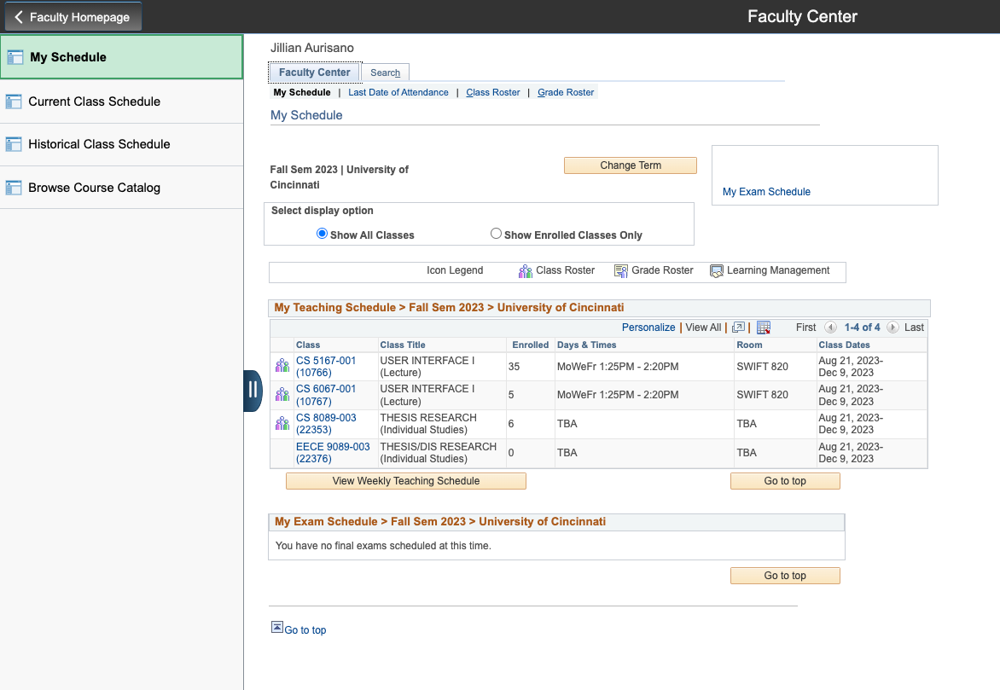 Faculty Homepage
Faculty Center
My Schedule
Current Class Schedule
Historical Class Schedule
Browse Course Catalog
Jillian Aurisano
Faculty Center Search
My Schedule | Last Date of Attendance | Class Roster | Grade Roster
My Schedule
Fall Sem 2023 | University of
Cincinnati
Change Term
My Exam Schedule
Select display option
Show All Classes Show Enrolled Classes Only
Icon Legend Class Roster Grade Roster Learning Management
My Teaching Schedule > Fall Sem 2023 > University of Cincinnati
Personalize | View All | | First 1-4 of 4 Last
Class Class Title Enrolled Days & Times Room Class Dates
CS 5167-001 USER INTERFACE I 35 MoWeFr 1:25PM - 2:20PM SWIFT 820 Aug 21, 2023-
(10766) (Lecture) Dec 9, 2023
CS 6067-001 USER INTERFACE I 5 MoWeFr 1:25PM - 2:20PM SWIFT 820 Aug 21, 2023-
(10767) (Lecture) Dec 9, 2023
CS 8089-003 THESIS RESEARCH 6 TBA TBA Aug 21, 2023-
(22353) (Individual Studies) Dec 9, 2023
EECE 9089-003 THESIS/DIS RESEARCH 0 TBA TBA Aug 21, 2023-
(22376) (Individual Studies) Dec 9, 2023
View Weekly Teaching Schedule Go to top
My Exam Schedule > Fall Sem 2023 > University of Cincinnati
You have no final exams scheduled at this time.
Go to top
Go to top